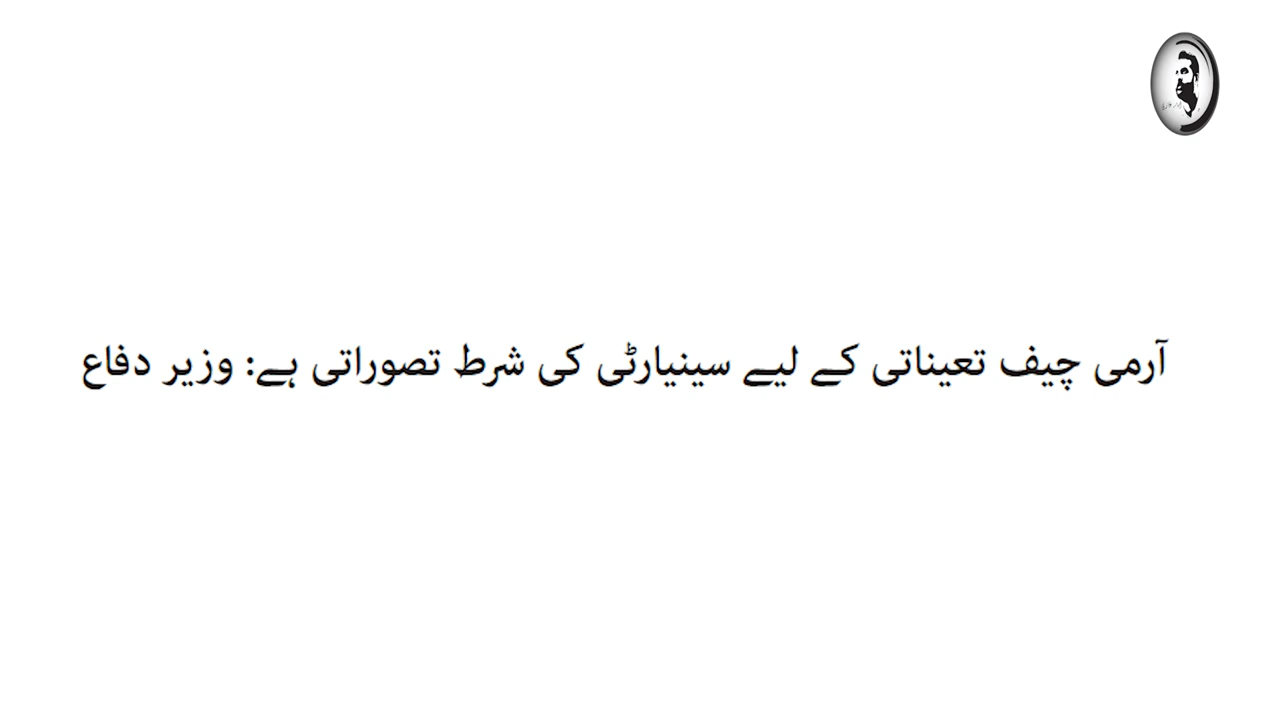 آرمی چیف تعیناتی کے لیے سینیارٹی کی شرط تصوراتی ہے: وزیر دفاع